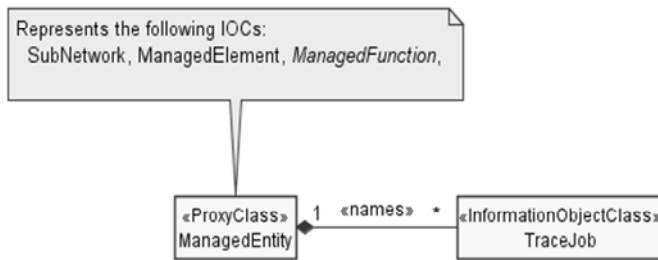 Represents the following IOCs:
SubNetwork, ManagedElement, ManagedFunction,
«ProxyClass»
ManagedEntity
1 «names» *
«InformationObjectClass»
TraceJob